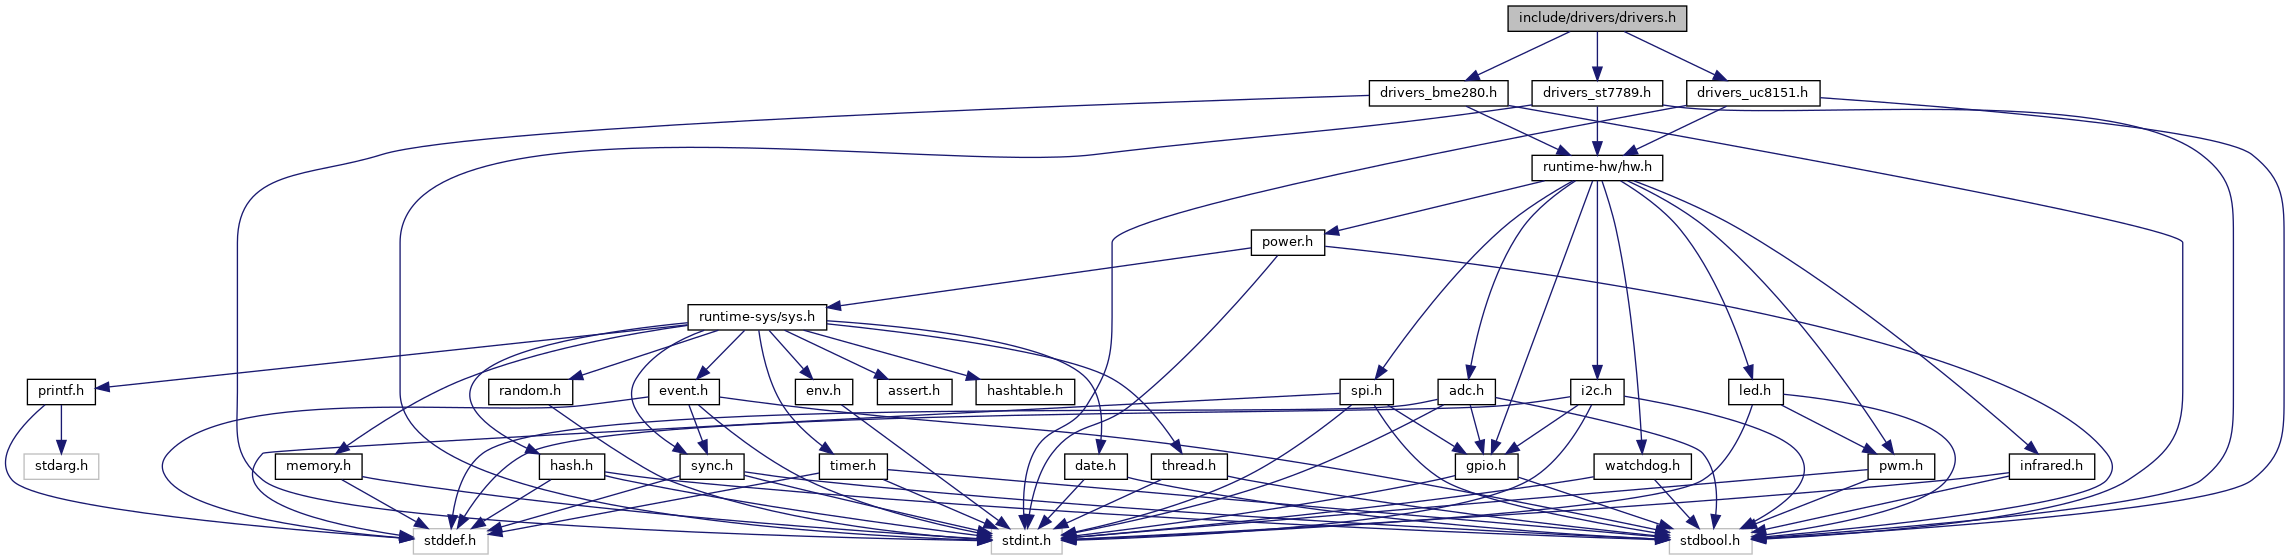 include/drivers/drivers.h
drivers_bme280.h
drivers_st7789.h
drivers_uc8151.h
runtime-hw/hw.h
power.h
runtime-sys/sys.h
printf.h
random.h
event.h
env.h
assert.h
hashtable.h
spi.h
adc.h
i2c.h
led.h
stdarg.h
memory.h
hash.h
sync.h
timer.h
date.h
thread.h
gpio.h
watchdog.h
pwm.h
infrared.h
stddef.h
stdint.h
stdbool.h